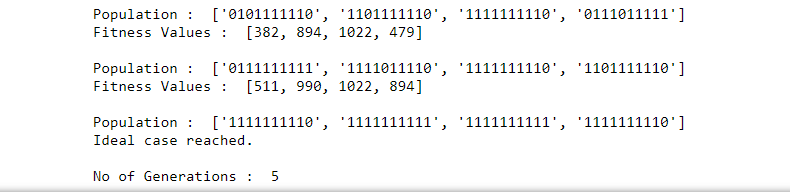 Population :  ['0101111110', '1101111110', '1111111110', '0111011111']
Fitness Values :  [382, 894, 1022, 479]
Population :  ['0111111111', '1111011110', '1111111110', '1101111110']
Fitness Values :  [511, 990, 1022, 894]
Population :  ['1111111110', '1111111111', '1111111111', '1111111110']
Ideal case reached.
No of Generations :  5